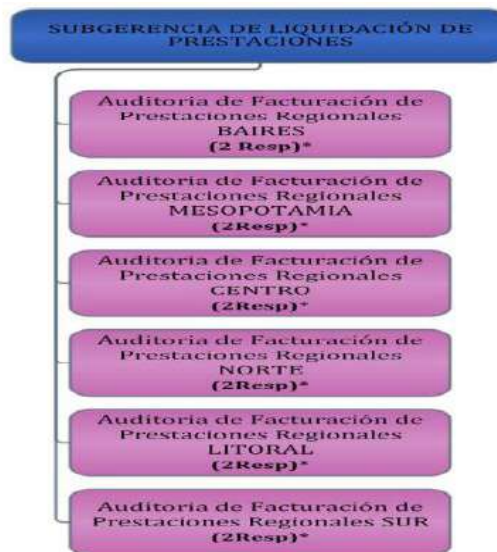 SUBGERENCIA DE LIQUIDACIÓN DE
PRESTACIONES
Auditoria de Facturación de
Prestaciones Regionales
BAIRES
(2 Resp)*
Auditoria de Facturación de
Prestaciones Regionales
MESOPOTAMIA
(2Resp)*
Auditoria de Facturación de
Prestaciones Regionales
CENTRO
(2Resp)*
Auditoria de Facturación de
Prestaciones Regionales
NORTE
(2Resp)*
Auditoria de Facturación de
Prestaciones Regionales
LITORAL
(2Resp)*
Auditoria de Facturación de
Prestaciones Regionales SUR
(2Resp)*